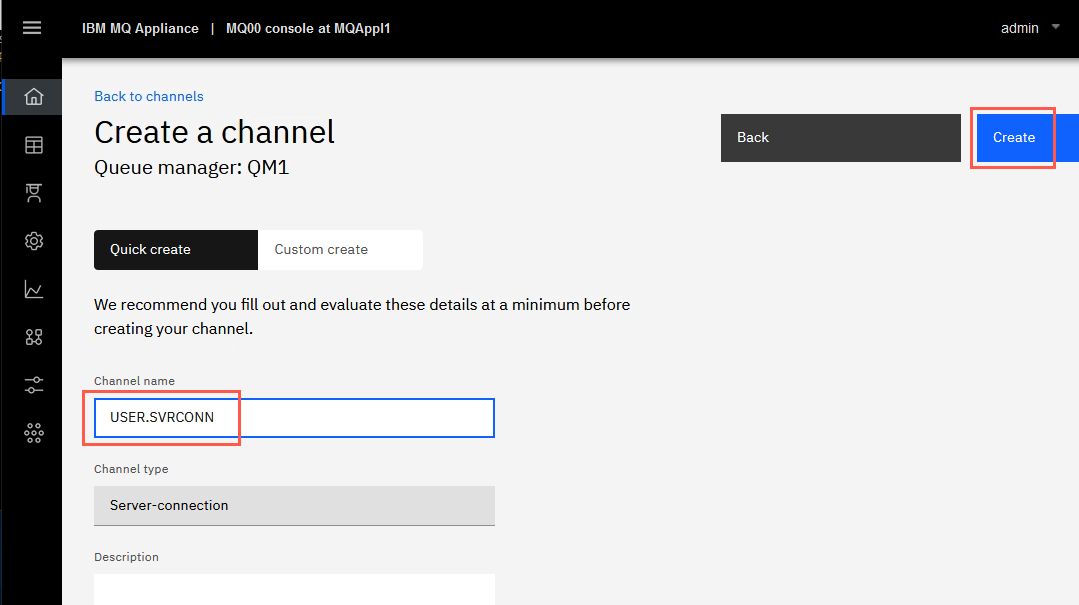 IBM MQ Appliance | MQ00 console at MQAppl1
admin
Back to channels
Create a channel
Queue manager: QM1
Back
Create
Quick create
Custom create
We recommend you fill out and evaluate these details at a minimum before
creating your channel.
Channel name
USER.SVRCONN
Channel type
Server-connection
Description